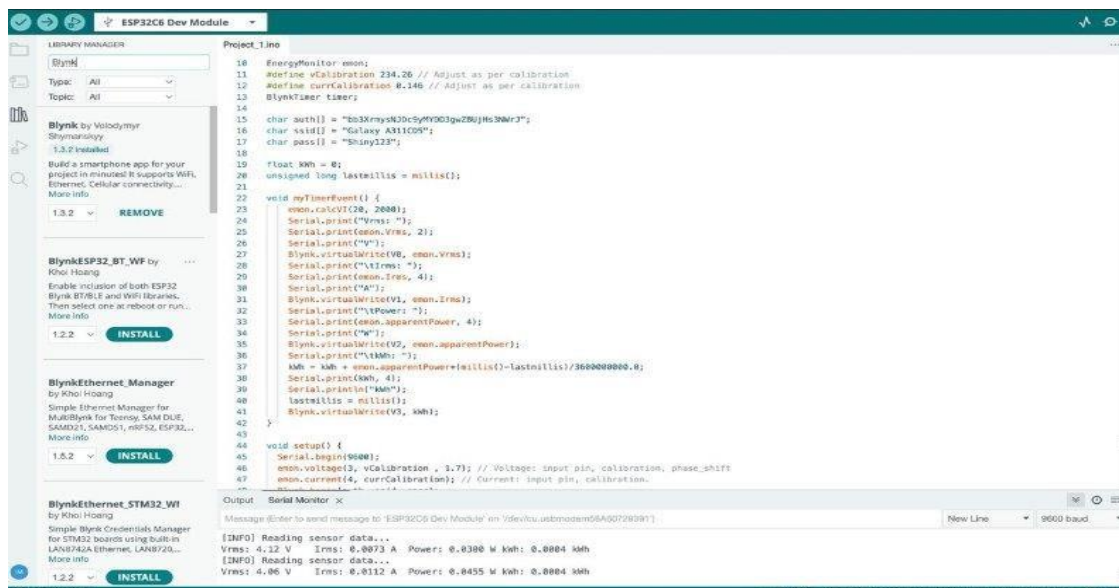 ESP32C6 Dev Module
LIBRARY MANAGER
Blynk
Type: All
Topic: All
Blynk by Volodymyr
Shymanskyy
1.3.2 installed
Build a smartphone app for your
project in minutes! It supports WiFi,
Ethernet, Cellular connectivity....
More info
1.3.2 REMOVE
BlynkESP32_BT_WF by ...
Khoi Hoang
Enable inclusion of both ESP32
Blynk BT/BLE and WiFi libraries.
Then select one at reboot or run...
More info
1.2.2 INSTALL
BlynkEthernet_Manager
by Khoi Hoang
Simple Ethernet Manager for
MultiBlynk for Teensy, SAM DUE,
SAMD21, SAMD51, nRF52, ESP32,...
More info
1.6.2 INSTALL
BlynkEthernet_STM32_WM
by Khoi Hoang
Simple Blynk Credentials Manager
for STM32 boards using built-in
LAN8742A Ethernet, LAN8720,...
More info
1.2.2 INSTALL
Project_1.ino
10 EnergyMonitor emon;
11 #define vCalibration 234.26 // Adjust as per calibration
12 #define currCalibration 0.146 // Adjust as per calibration
13 BlynkTimer timer;
14
15 char auth[] =
16 char ssid[] = "Galaxy A311CD5";
17 char pass[] = "Shiny123";
18
19 float kWh = 0;
20 unsigned long lastmillis = millis();
21
22 void myTimerEvent() {
23 emon.calcVI(20, 2000);
24 Serial.print("Vrms: ");
25 Serial.print(emon.Vrms, 2);
26 Serial.print("V");
27 Blynk.virtualWrite(V0, emon.Vrms);
28 Serial.print("\tIrms: ");
29 Serial.print(emon.Irms, 4);
30 Serial.print("A");
31 Blynk.virtualWrite(V1, emon.Irms);
32 Serial.print("\tPower: ");
33 Serial.print(emon.apparentPower, 4);
34 Serial.print("W");
35 Blynk.virtualWrite(V2, emon.apparentPower);
36 Serial.print("\tkWh: ");
37 kWh = kWh + emon.apparentPower*(millis()-lastmillis)/3600000000.0;
38 Serial.print(kWh, 4);
39 Serial.println("kWh");
40 lastmillis = millis();
41 Blynk.virtualWrite(V3, kWh);
42 }
43
44 void setup() {
45 Serial.begin(9600);
46 emon.voltage(3, vCalibration , 1.7); // Voltage: input pin, calibration, phase_shift
47 emon.current(4, currCalibration); // Current: input pin, calibration.
Output Serial Monitor ×
Message (Enter to send message to 'ESP32C6 Dev Module' on New Line 9600 baud
[INFO] Reading sensor data...
Vrms: 4.12 V Irms: 0.0073 A Power: 0.0300 W kWh: 0.0004 kWh
[INFO] Reading sensor data...
Vrms: 4.06 V Irms: 0.0112 A Power: 0.0455 W kWh: 0.0004 kWh